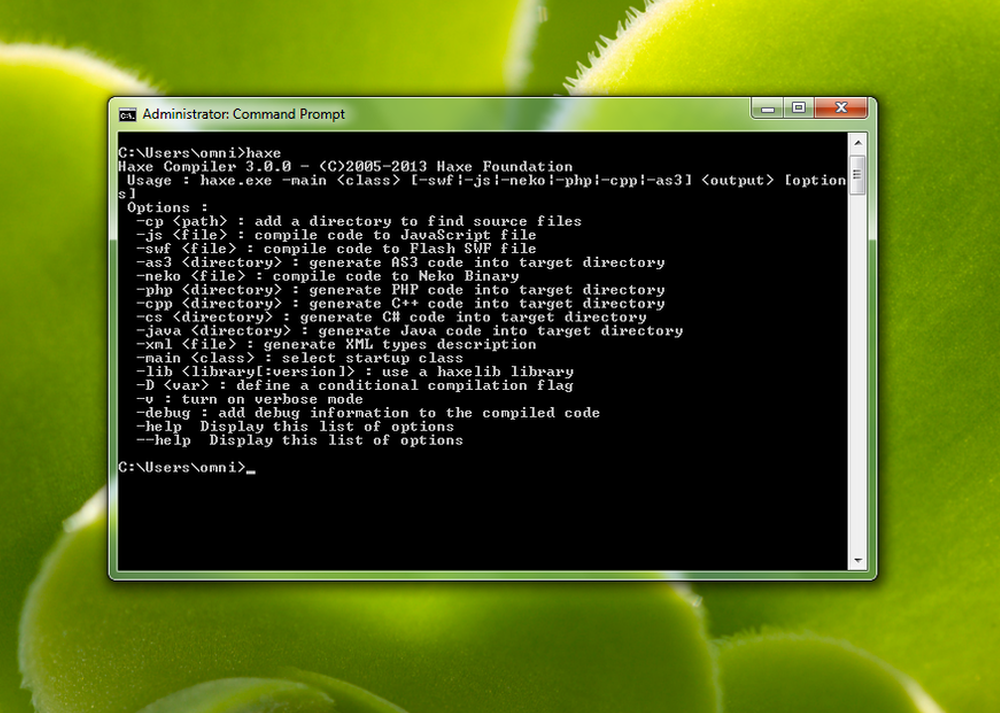 Administrator: Command Prompt
C:\Users\omni>haxe
Haxe Compiler 3.0.0 - (C)2005-2013 Haxe Foundation
 Usage : haxe.exe -main <class> [-swf|-js|-neko|-php|-cpp|-as3] <output> [option
s]
 Options :
  -cp <path> : add a directory to find source files
  -js <file> : compile code to JavaScript file
  -swf <file> : compile code to Flash SWF file
  -as3 <directory> : generate AS3 code into target directory
  -neko <file> : compile code to Neko Binary
  -php <directory> : generate PHP code into target directory
  -cpp <directory> : generate C++ code into target directory
  -cs <directory> : generate C# code into target directory
  -java <directory> : generate Java code into target directory
  -xml <file> : generate XML types description
  -main <class> : select startup class
  -lib <library[:version]> : use a haxelib library
  -D <var> : define a conditional compilation flag
  -v : turn on verbose mode
  -debug : add debug information to the compiled code
  -help  Display this list of options
  --help  Display this list of options
C:\Users\omni>_